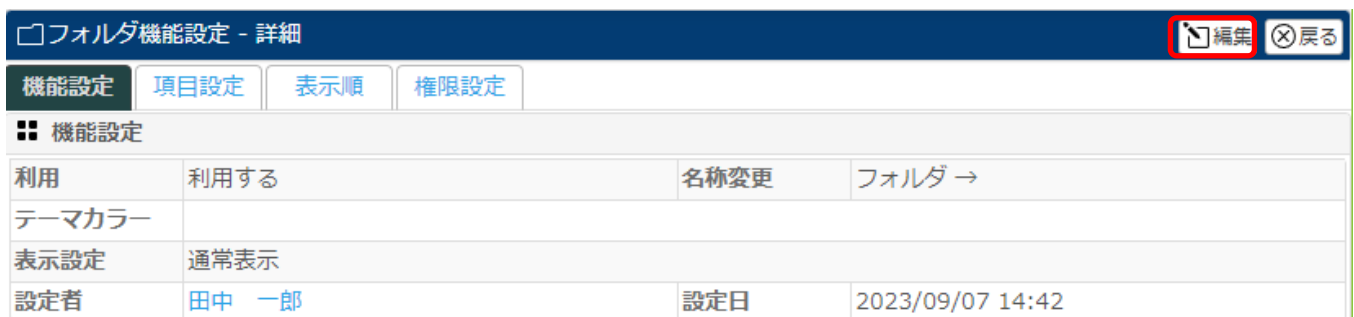 フォルダ機能設定 - 詳細 編集 戻る
機能設定 項目設定 表示順 権限設定
機能設定
利用 利用する 名称変更 フォルダ →
テーマカラー
表示設定 通常表示
設定者 田中　一郎 設定日 2023/09/07 14:42